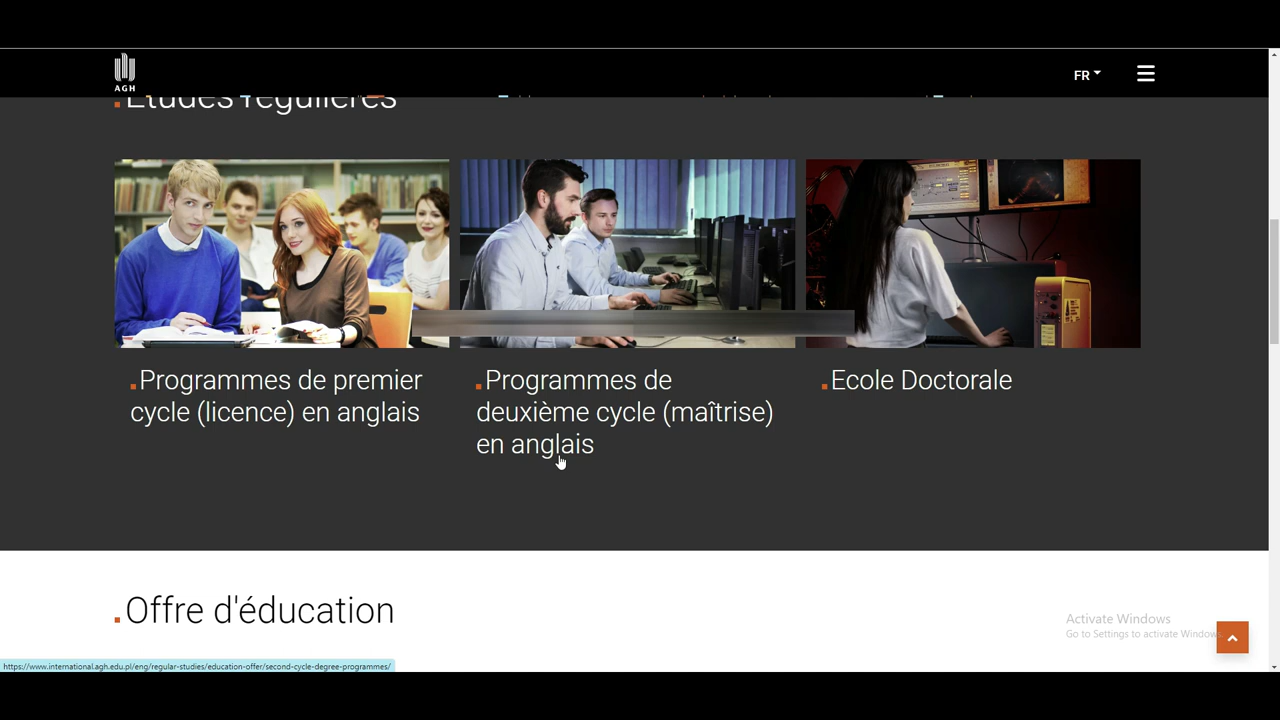 AGH
FR
Etudes régulières
Programmes de premier
cycle (licence) en anglais
Programmes de
deuxième cycle (maîtrise)
en anglais
Ecole Doctorale
Offre d'éducation
Activate Windows
Go to Settings to activate Windows.
https://www.international.agh.edu.pl/eng/regular-studies/education-offer/second-cycle-degree-programmes/